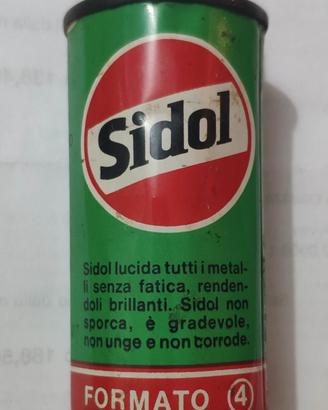 Sidol
Sidol lucida tutti i metal-
li senza fatica, renden-
doli brillanti. Sidol non
sporca, è gradevole,
non unge e non corrode.
FORMATO 4